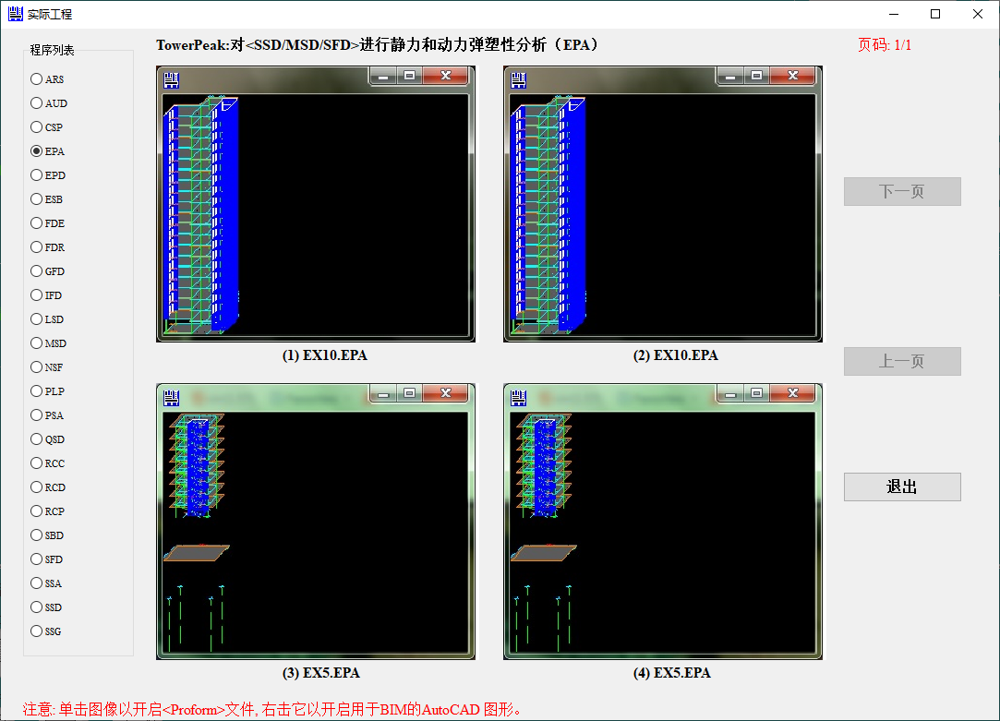 实际工程
程序列表
TowerPeak:对<SSD/MSD/SFD>进行静力和动力弹塑性分析（EPA）
页码: 1/1
ARS
AUD
CSP
EPA
EPD
ESB
FDE
FDR
GFD
IFD
LSD
MSD
NSF
PLP
PSA
QSD
RCC
RCD
RCP
SBD
SFD
SSA
SSD
SSG
(1) EX10.EPA
(2) EX10.EPA
(3) EX5.EPA
(4) EX5.EPA
下一页
上一页
退出
注意: 单击图像以开启<Proform>文件, 右击它以开启用于BIM的AutoCAD 图形。